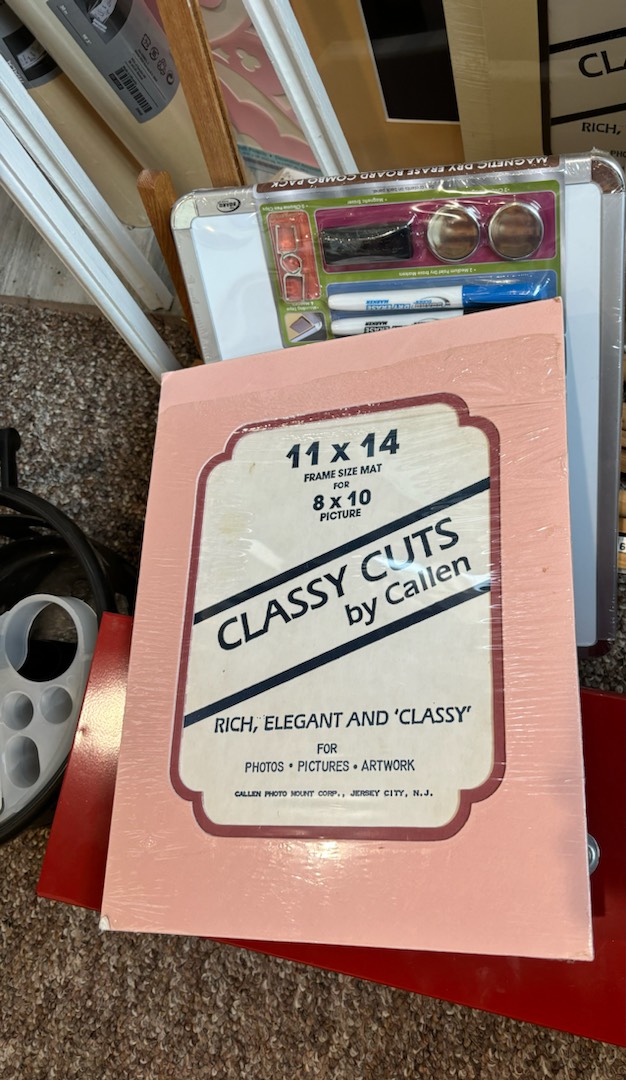 CL
RICH,
MAGNETIC DRY ERASE BOARD COMBO PACK
11 x 14
FRAME SIZE MAT
FOR
8 x 10
PICTURE
CLASSY CUTS
by Callen
RICH, ELEGANT AND 'CLASSY'
FOR
PHOTOS • PICTURES • ARTWORK
CALLEN PHOTO MOUNT CORP., JERSEY CITY, N.J.